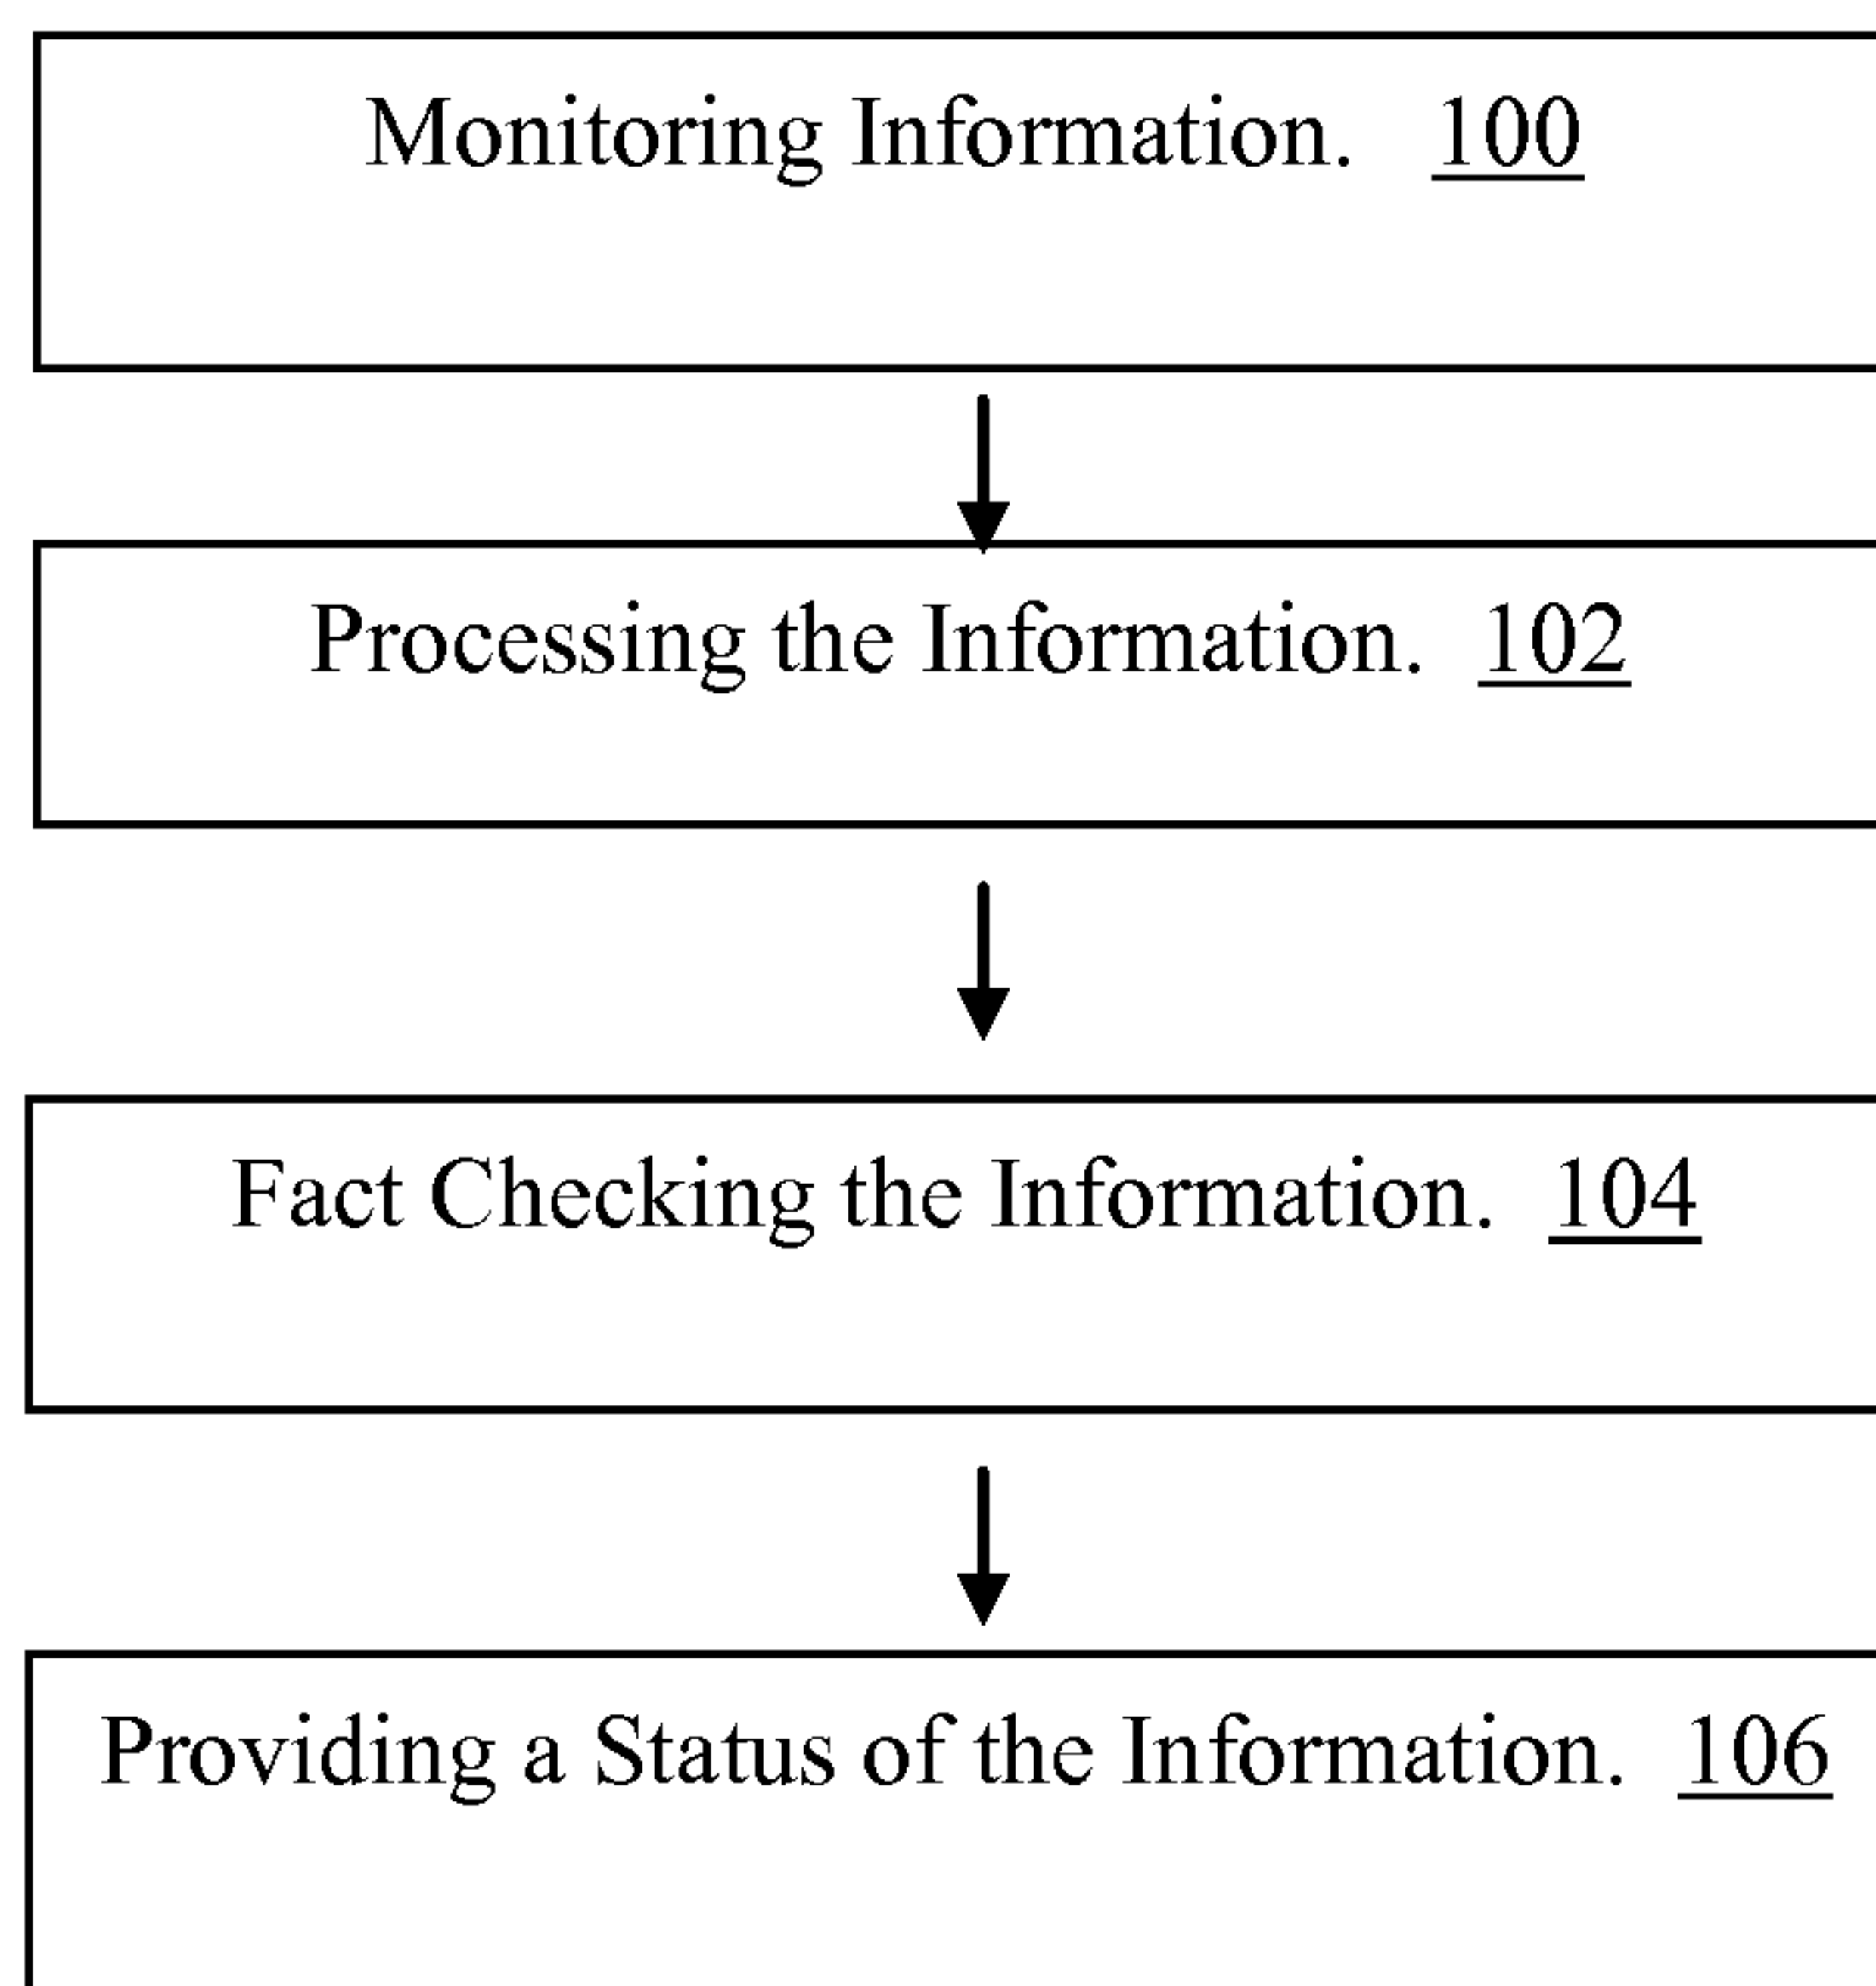 Monitoring Information. 100
Processing the Information. 102
Fact Checking the Information. 104
Providing a Status of the Information. 106